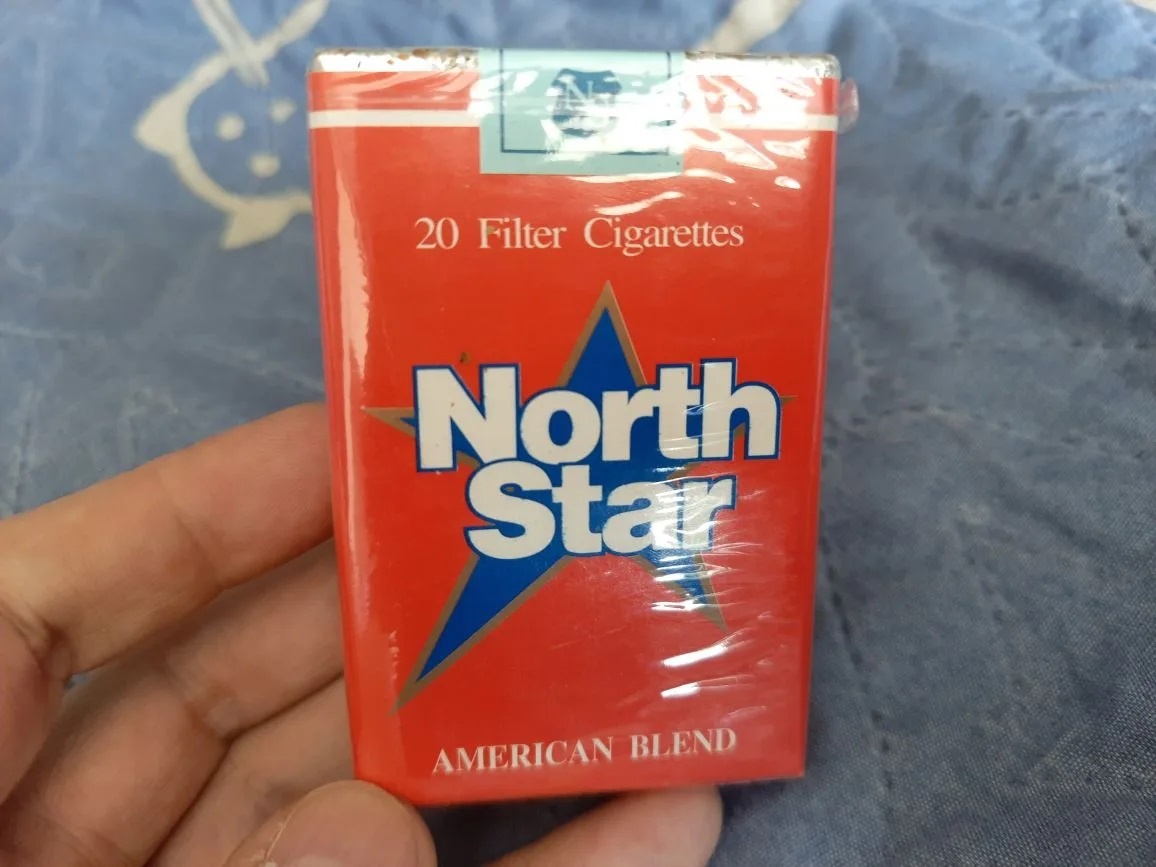 20 Filter Cigarettes
North
Star
AMERICAN BLEND